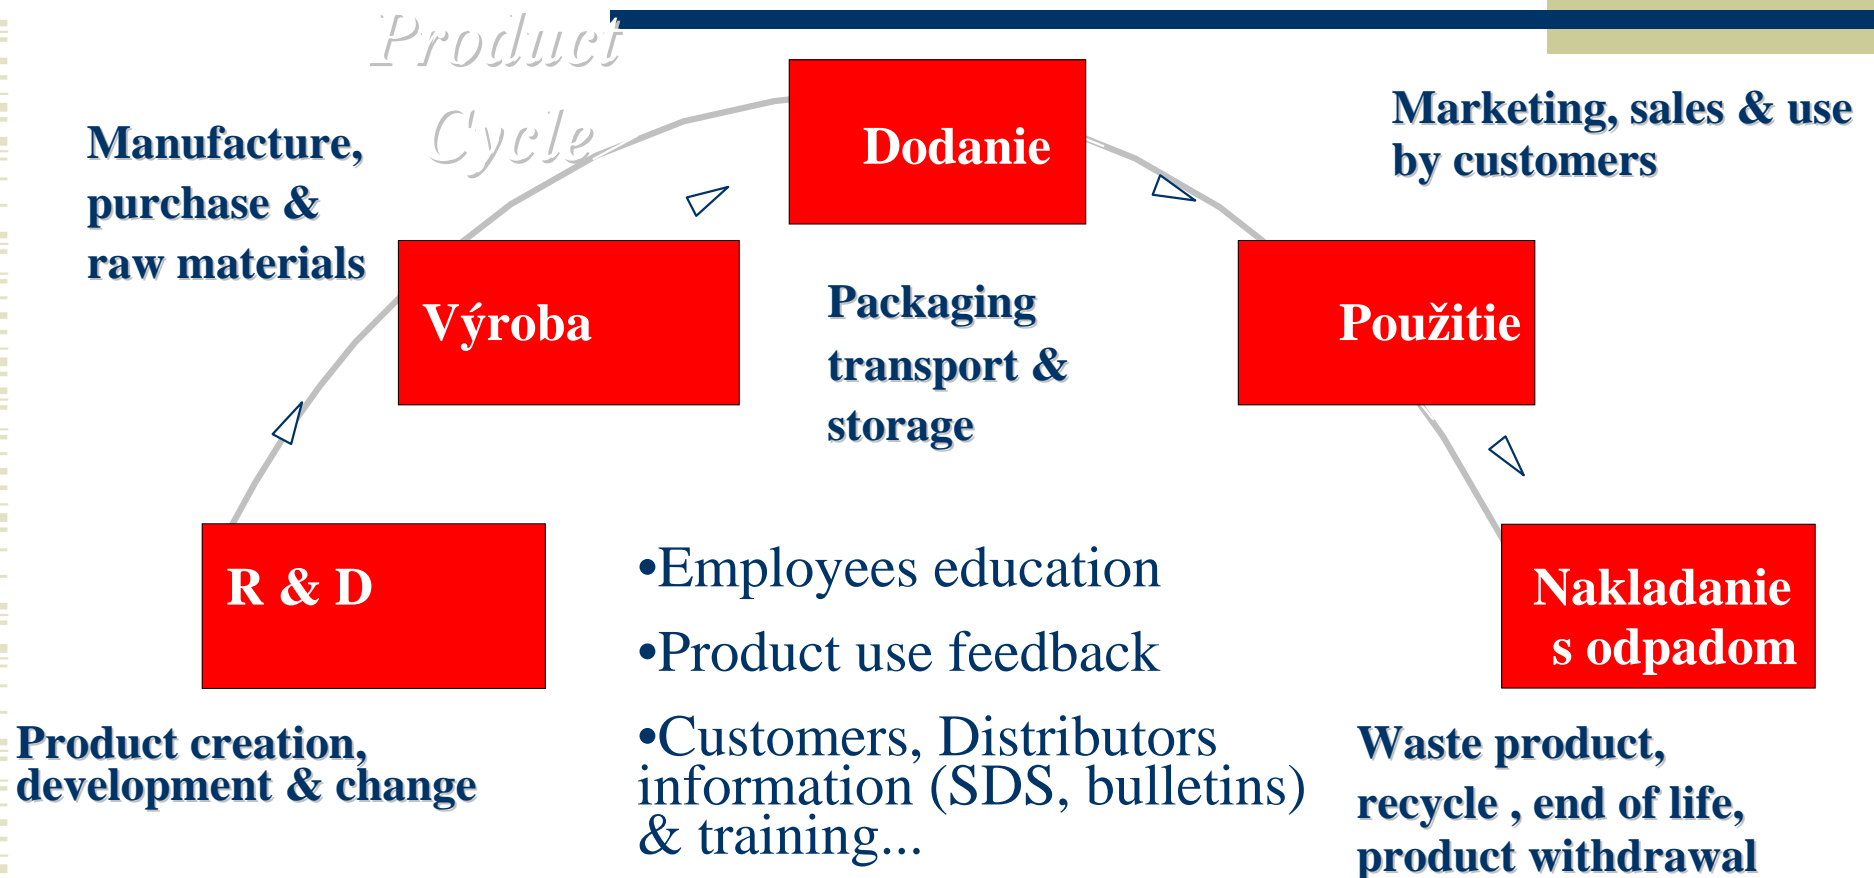 Product
Cycle
Manufacture,
purchase &
raw materials
Dodanie
Marketing, sales & use
by customers
Výroba
Packaging
transport &
storage
Použitie
R & D
•Employees education
•Product use feedback
•Customers, Distributors
information (SDS, bulletins)
& training...
Nakladanie
s odpadom
Product creation,
development & change
Waste product,
recycle , end of life,
product withdrawal